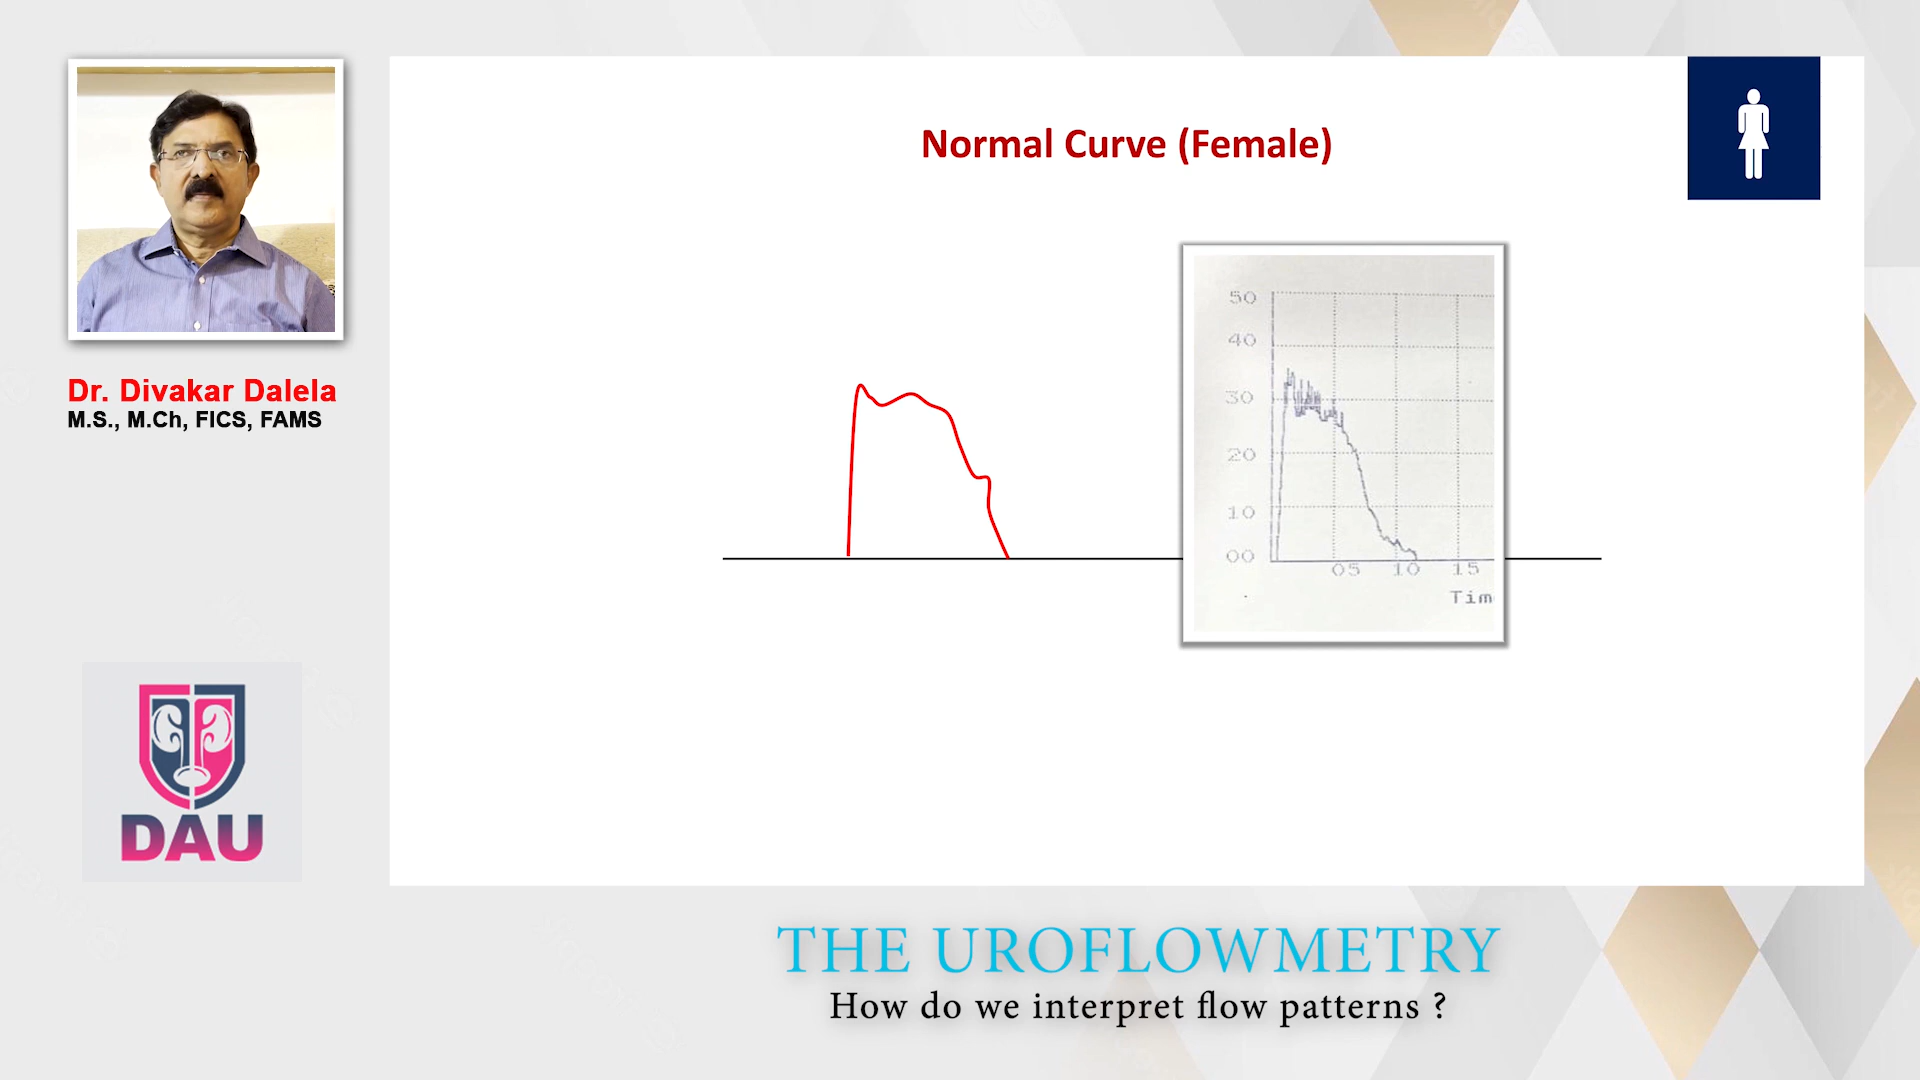 Normal Curve (Female)
Dr. Divakar Dalela
M.S., M.Ch, FICS, FAMS
50
40
30
20
10
00
05 10 15
Tim
DAU
THE UROFLOWMETRY
How do we interpret flow patterns ?